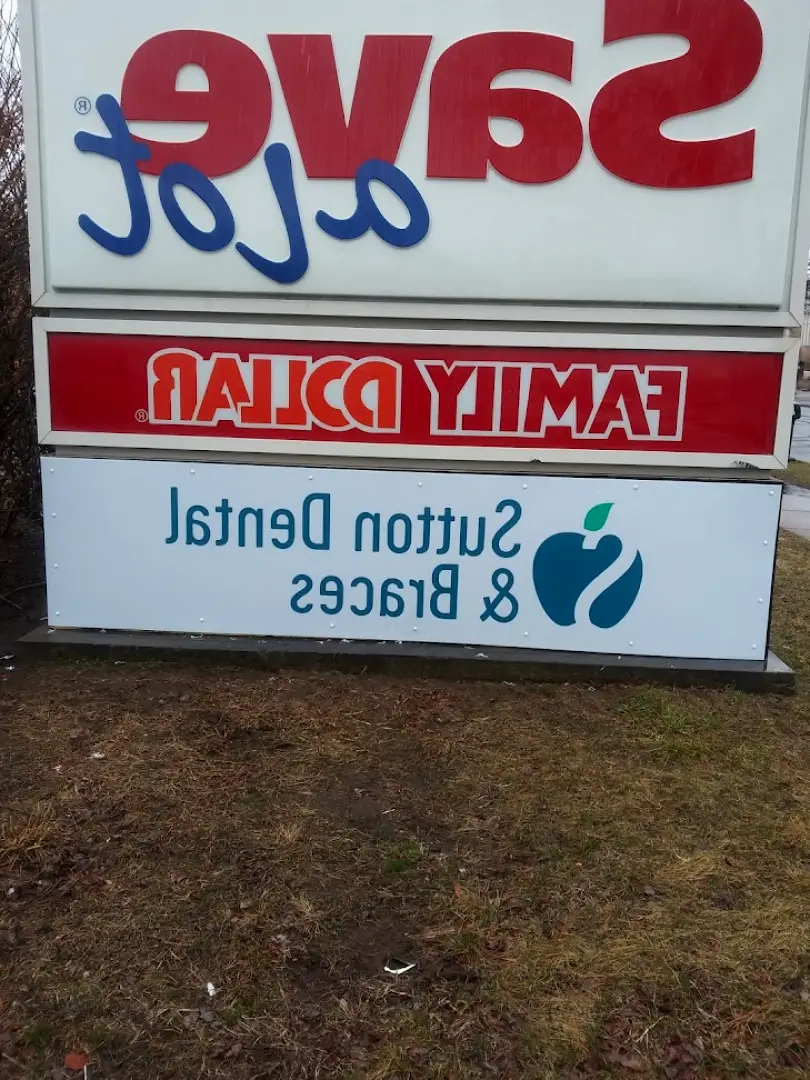 Save
a Lot ®
FAMILY DOLLAR ®
Sutton Dental
& Braces